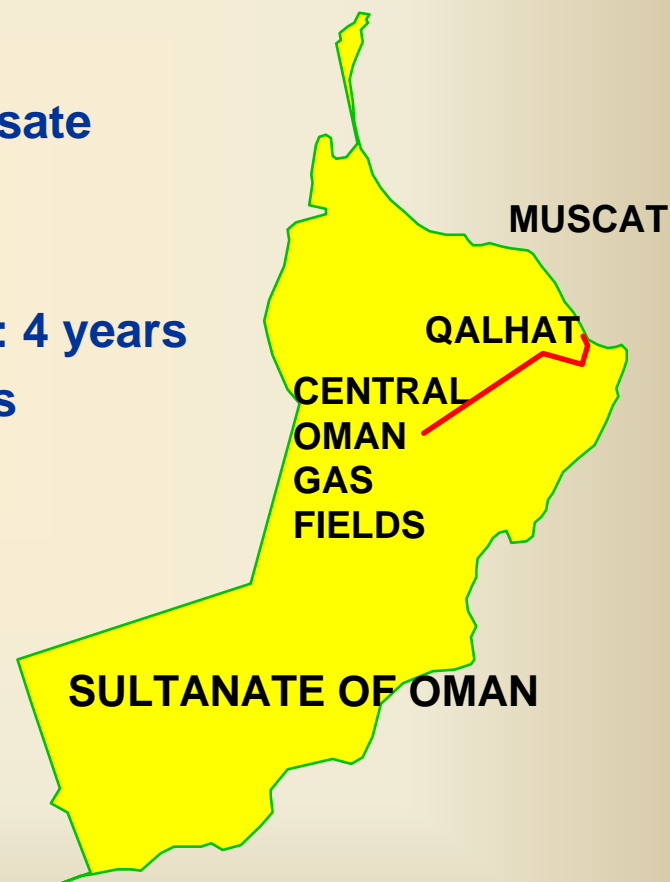 sate
MUSCAT
: 4 years
QALHAT
s
CENTRAL
OMAN
GAS
FIELDS
SULTANATE OF OMAN